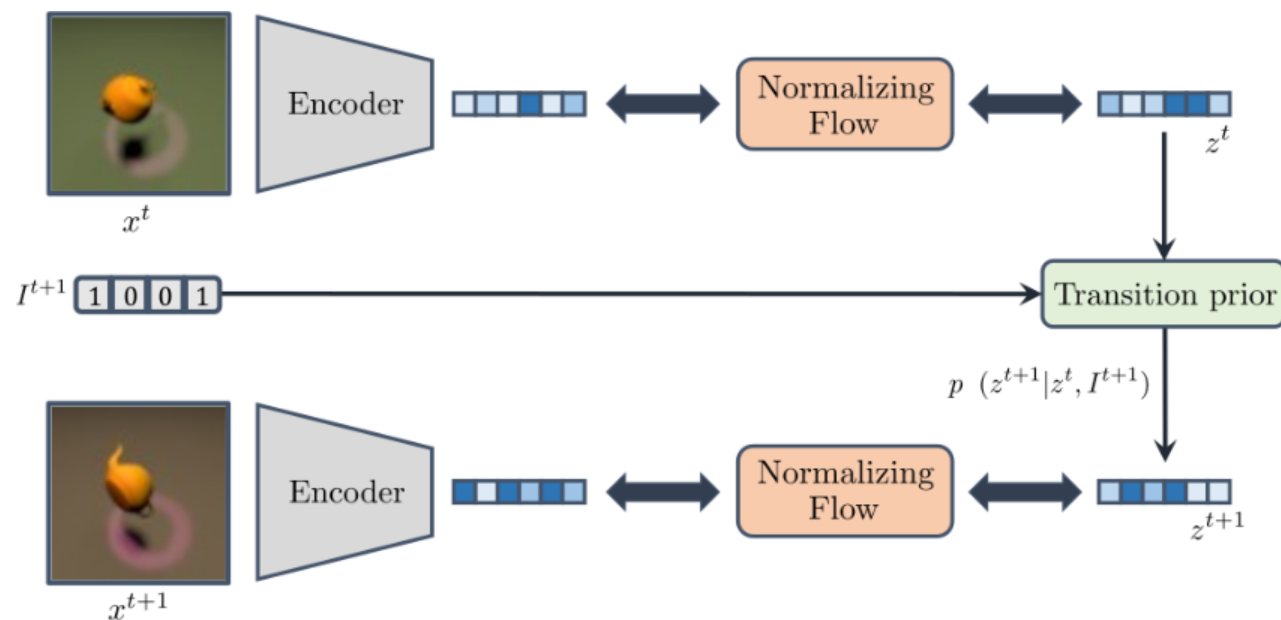 Encoder
Normalizing
Flow
z^t
x^t
I^{t+1} 1 0 0 1
Transition prior
p (z^{t+1}|z^t, I^{t+1})
Encoder
Normalizing
Flow
z^{t+1}
x^{t+1}